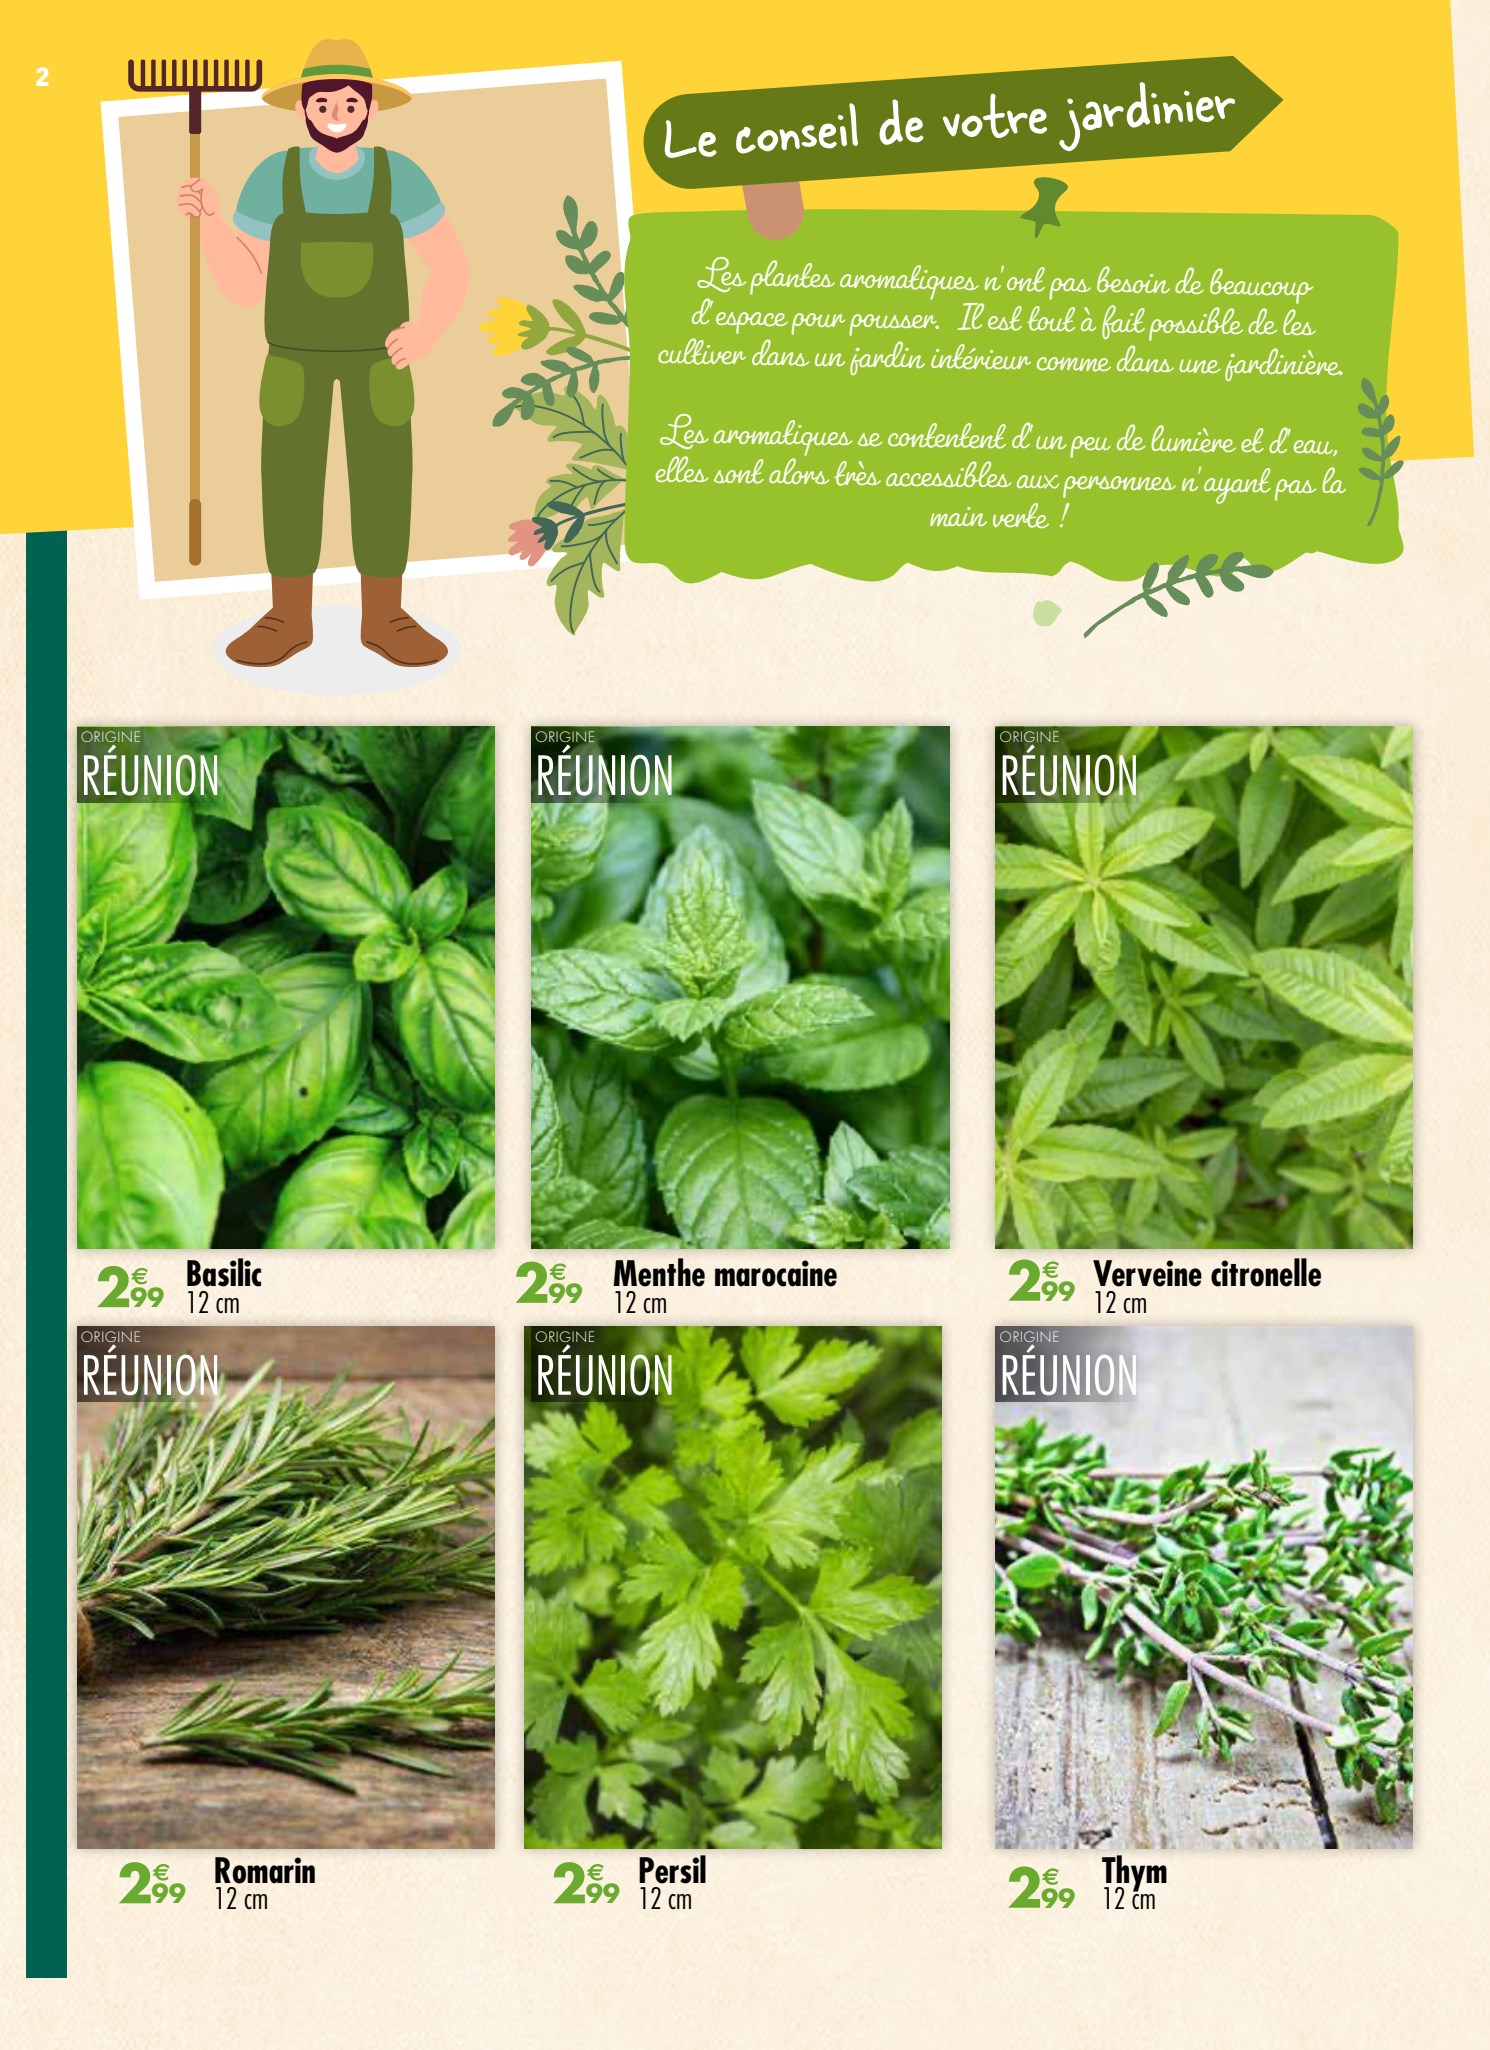 2
Le conseil de votre jardinier
Les plantes aromatiques n'ont pas besoin de beaucoup
d'espace pour pousser. Il est tout à fait possible de les
cultiver dans un jardin intérieur comme dans une jardinière.
Les aromatiques se contentent d'un peu de lumière et d'eau,
elles sont alors très accessibles aux personnes n'ayant pas la
main verte !
ORIGINE
RÉUNION
2€99
Basilic
12 cm
ORIGINE
RÉUNION
2€99
Menthe marocaine
12 cm
ORIGINE
RÉUNION
2€99
Verveine citronelle
12 cm
ORIGINE
RÉUNION
2€99
Romarin
12 cm
ORIGINE
RÉUNION
2€99
Persil
12 cm
ORIGINE
RÉUNION
2€99
Thym
12 cm